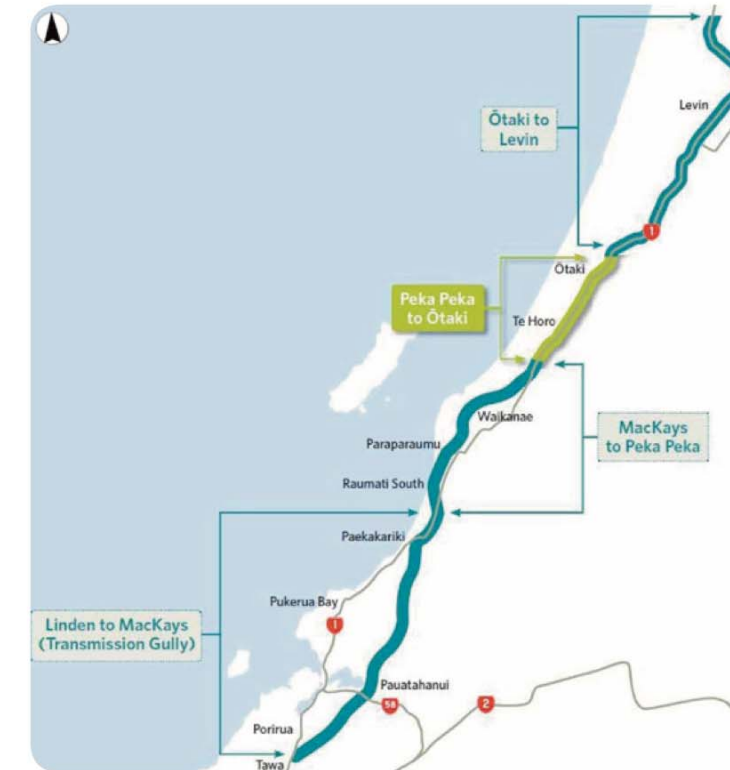 Levin
Ōtaki to
Levin
1
Ōtaki
Peka Peka
to Ōtaki
Te Horo
Waikanae
MacKays
to Peka Peka
Paraparaumu
Raumati South
Paekakariki
Pukerua Bay
1
Linden to MacKays
(Transmission Gully)
Pauatahanui
58
2
Porirua
Tawa